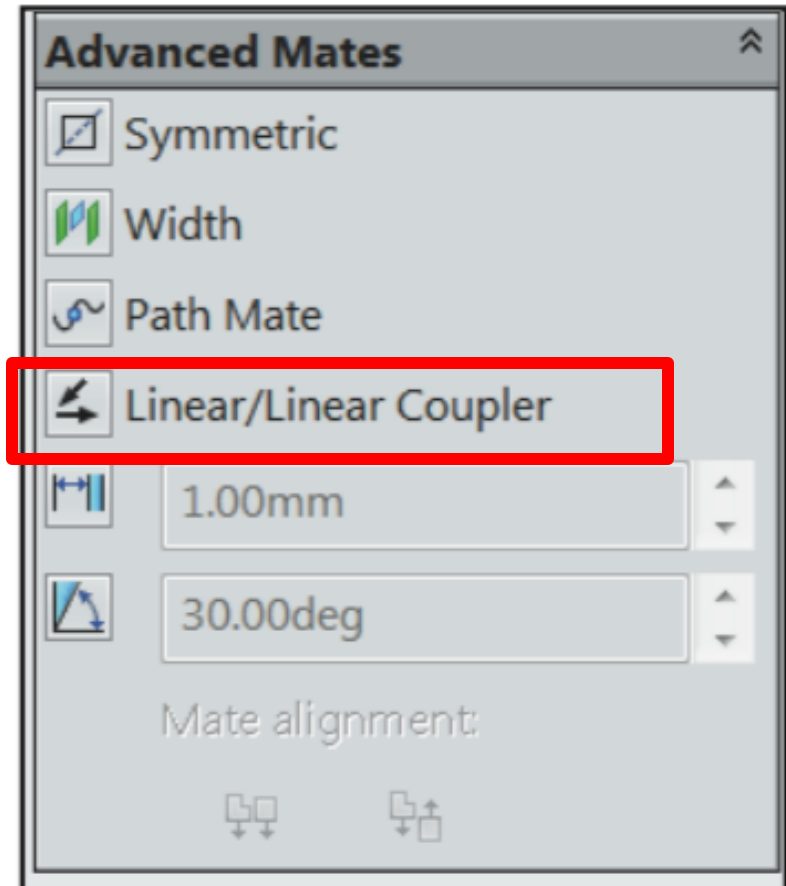 Advanced Mates
Symmetric
Width
Path Mate
Linear/Linear Coupler
1.00mm
30.00deg
Mate alignment: